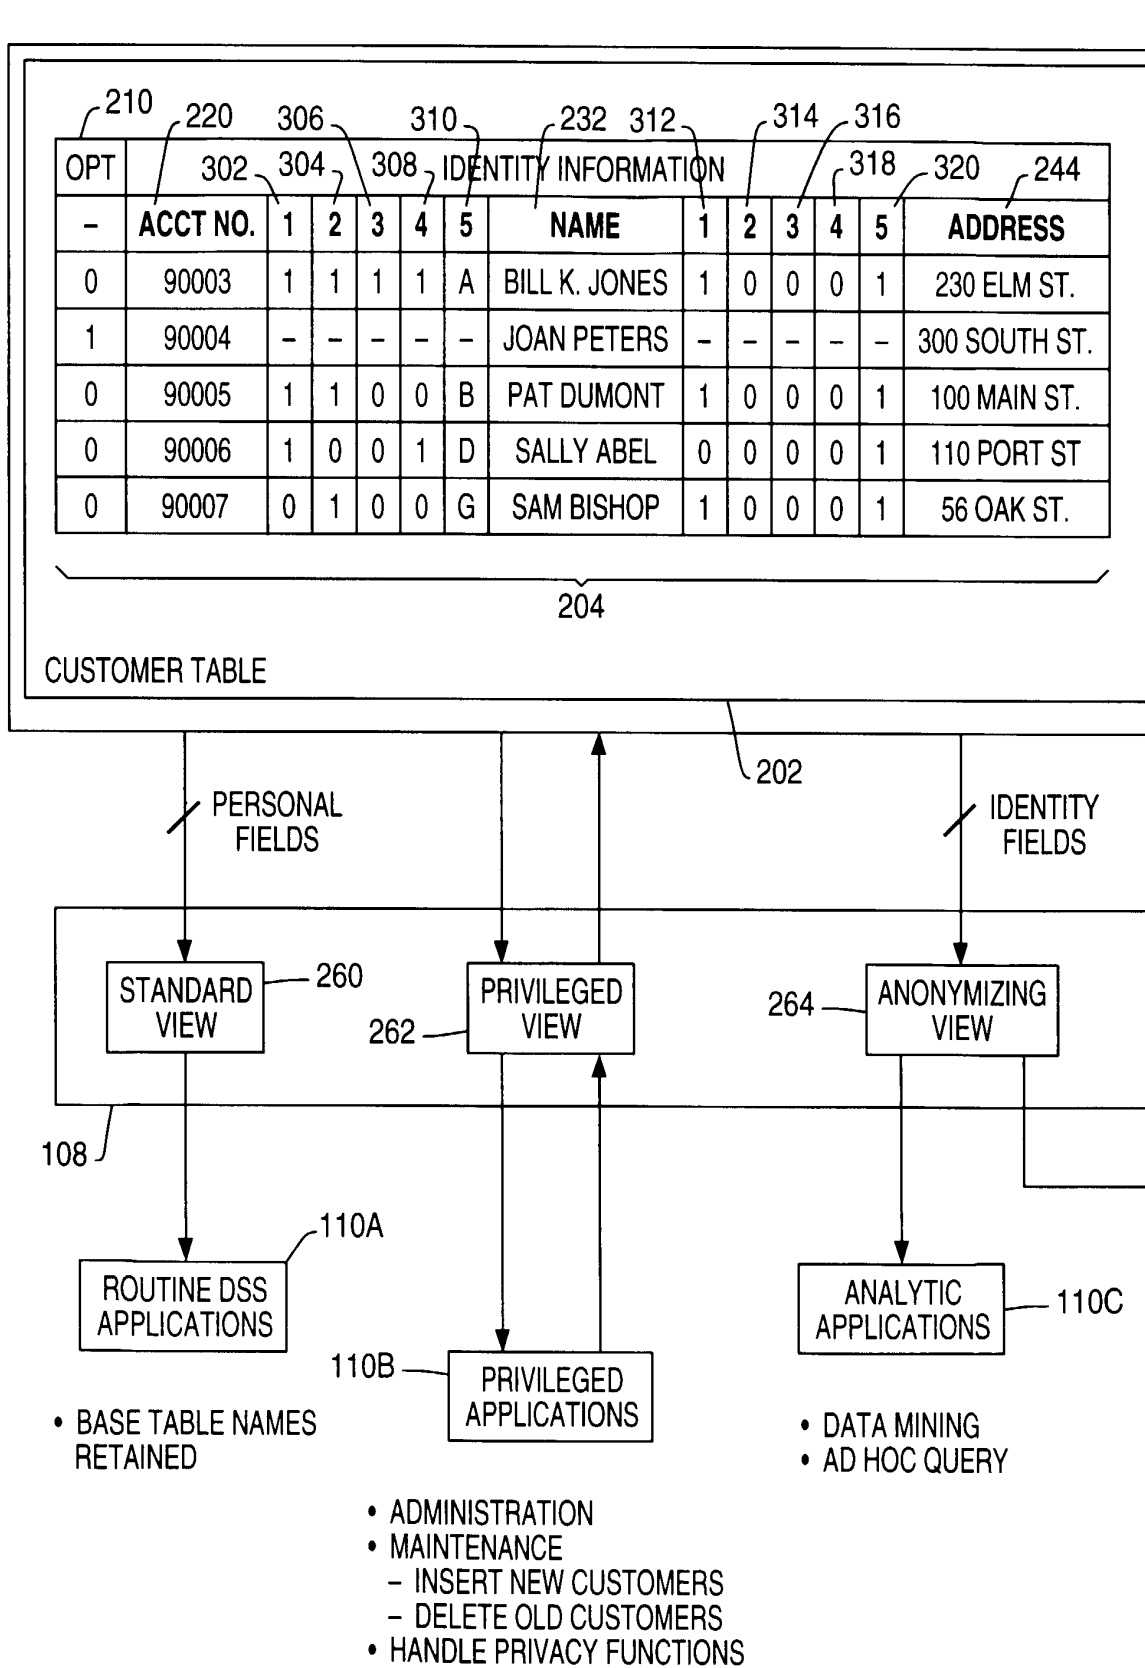 210 220 306 310 232 312 314 316
OPT 302 304 308 IDENTITY INFORMATION 318 320 244
– ACCT NO. 1 2 3 4 5 NAME 1 2 3 4 5 ADDRESS
0 90003 1 1 1 1 A BILL K. JONES 1 0 0 0 1 230 ELM ST.
1 90004 – – – – – JOAN PETERS – – – – – 300 SOUTH ST.
0 90005 1 1 0 0 B PAT DUMONT 1 0 0 0 1 100 MAIN ST.
0 90006 1 0 0 1 D SALLY ABEL 0 0 0 0 1 110 PORT ST
0 90007 0 1 0 0 G SAM BISHOP 1 0 0 0 1 56 OAK ST.
204
CUSTOMER TABLE
202
PERSONAL
FIELDS
IDENTITY
FIELDS
STANDARD
VIEW
260
PRIVILEGED
VIEW
262
ANONYMIZING
VIEW
264
108
110A
ROUTINE DSS
APPLICATIONS
• BASE TABLE NAMES
RETAINED
110B
PRIVILEGED
APPLICATIONS
• ADMINISTRATION
• MAINTENANCE
– INSERT NEW CUSTOMERS
– DELETE OLD CUSTOMERS
• HANDLE PRIVACY FUNCTIONS
ANALYTIC
APPLICATIONS
110C
• DATA MINING
• AD HOC QUERY